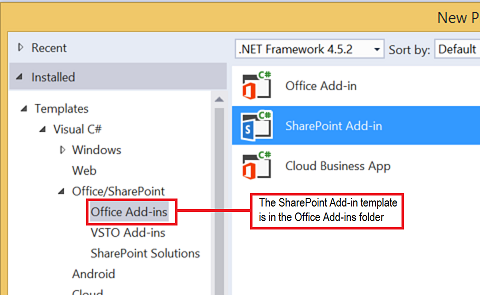 New P
Recent
Installed
.NET Framework 4.5.2 Sort by: Default
Templates
Visual C#
Windows
Web
Office/SharePoint
Office Add-ins
VSTO Add-ins
SharePoint Solutions
Android
Cloud
C# Office Add-in
C# SharePoint Add-in
C# Cloud Business App
The SharePoint Add-in template
is in the Office Add-ins folder